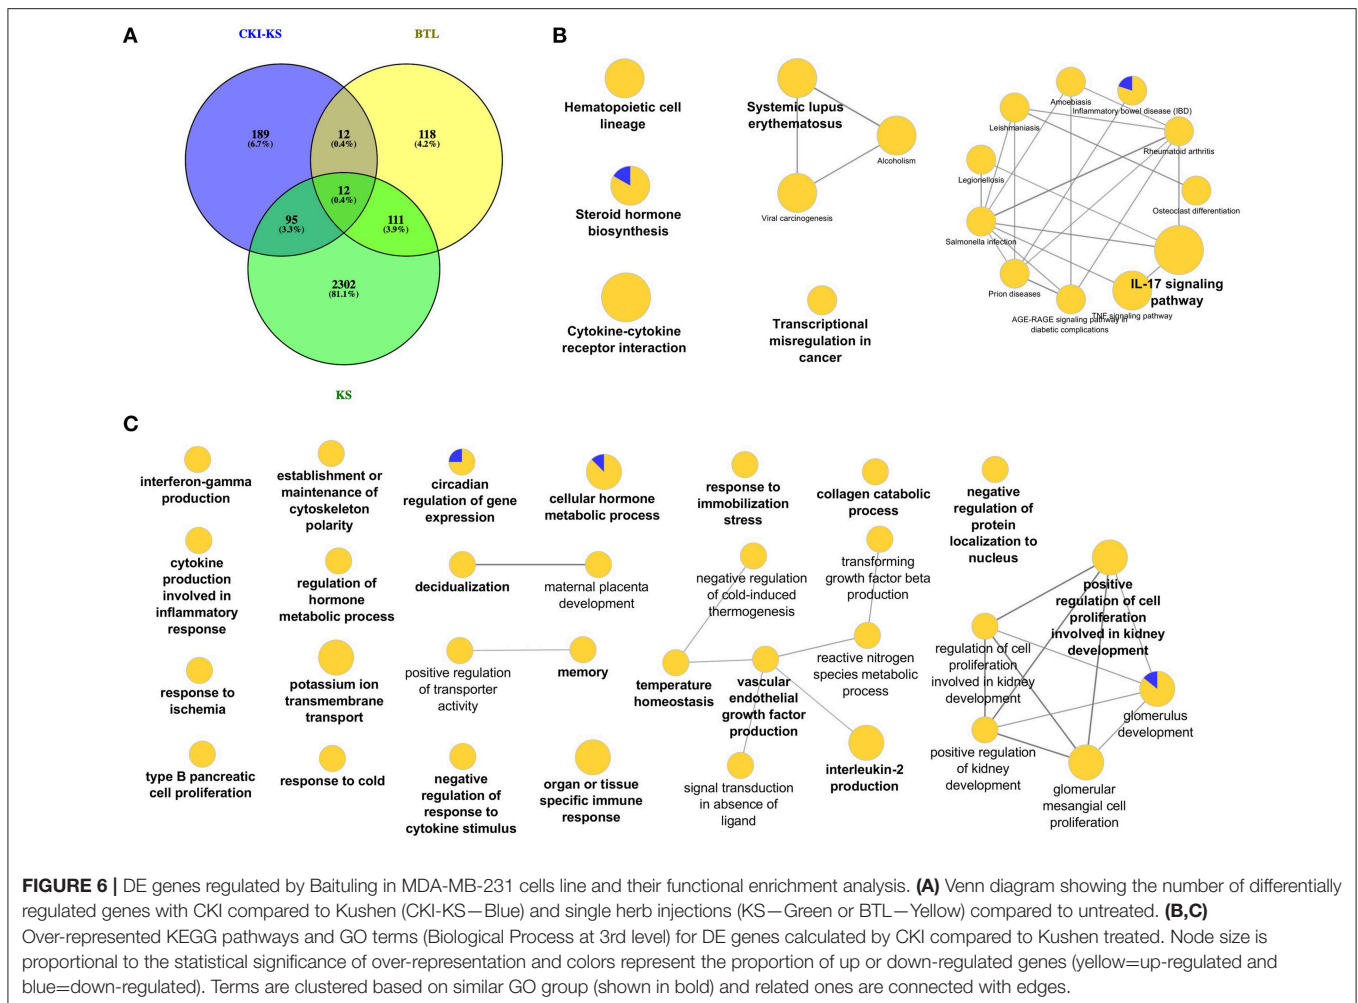 A
CKI-KS
BTL
189
(6.7%)
12
(0.4%)
118
(4.2%)
12
(0.4%)
95
(3.3%)
111
(3.9%)
2302
(81.1%)
KS
B
Hematopoietic cell
lineage
Systemic lupus
erythematosus
Alcoholism
Viral carcinogenesis
Steroid hormone
biosynthesis
Cytokine-cytokine
receptor interaction
Transcriptional
misregulation in
cancer
Amoebiasis
Inflammatory bowel disease (IBD)
Leishmaniasis
Rheumatoid arthritis
Legionellosis
Osteoclast differentiation
Salmonella infection
IL-17 signaling
pathway
Prion diseases
TNF signaling pathway
AGE-RAGE signaling pathway in
diabetic complications
C
interferon-gamma
production
establishment or
maintenance of
cytoskeleton
polarity
circadian
regulation of gene
expression
cellular hormone
metabolic process
response to
immobilization
stress
collagen catabolic
process
negative
regulation of
protein
localization to
nucleus
cytokine
production
involved in
inflammatory
response
regulation of
hormone
metabolic process
decidualization
maternal placenta
development
negative regulation
of cold-induced
thermogenesis
transforming
growth factor beta
production
positive
regulation of cell
proliferation
involved in kidney
development
response to
ischemia
potassium ion
transmembrane
transport
positive regulation
of transporter
activity
memory
temperature
homeostasis
vascular
endothelial
growth factor
production
reactive nitrogen
species metabolic
process
regulation of cell
proliferation
involved in kidney
development
glomerulus
development
type B pancreatic
cell proliferation
response to cold
negative
regulation of
response to
cytokine stimulus
organ or tissue
specific immune
response
signal transduction
in absence of
ligand
interleukin-2
production
positive regulation
of kidney
development
glomerular
mesangial cell
proliferation
FIGURE 6 | DE genes regulated by Baituling in MDA-MB-231 cells line and their functional enrichment analysis. (A) Venn diagram showing the number of differentially
regulated genes with CKI compared to Kushen (CKI-KS—Blue) and single herb injections (KS—Green or BTL—Yellow) compared to untreated. (B,C)
Over-represented KEGG pathways and GO terms (Biological Process at 3rd level) for DE genes calculated by CKI compared to Kushen treated. Node size is
proportional to the statistical significance of over-representation and colors represent the proportion of up or down-regulated genes (yellow=up-regulated and
blue=down-regulated). Terms are clustered based on similar GO group (shown in bold) and related ones are connected with edges.